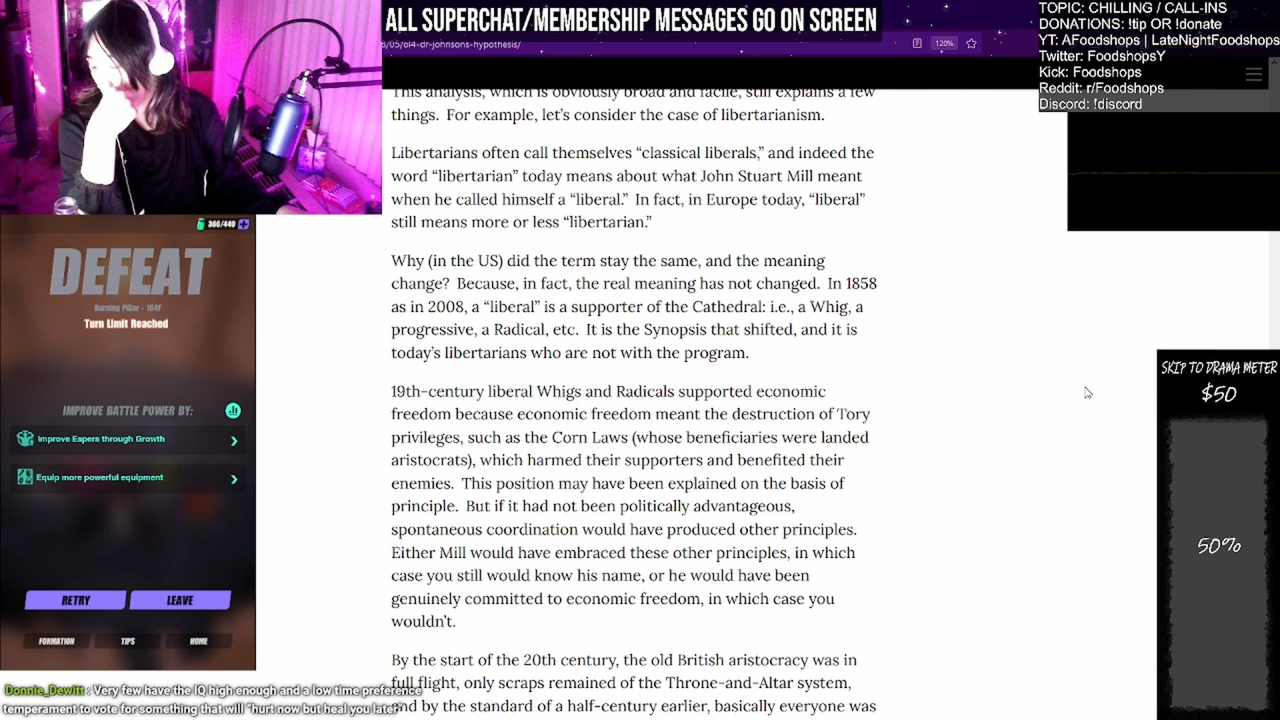 ALL SUPERCHAT/MEMBERSHIP MESSAGES GO ON SCREEN
/05/ol4-dr-johnsons-hypothesis/
120%
TOPIC: CHILLING / CALL-INS
DONATIONS: !tip OR !donate
YT: AFoodshops | LateNightFoodshops
Twitter: FoodshopsY
Kick: Foodshops
Reddit: r/Foodshops
Discord: !discord
This analysis, which is obviously broad and facile, still explains a few
things. For example, let's consider the case of libertarianism.
Libertarians often call themselves “classical liberals,” and indeed the
word “libertarian” today means about what John Stuart Mill meant
when he called himself a “liberal.” In fact, in Europe today, “liberal”
still means more or less “libertarian.”
Why (in the US) did the term stay the same, and the meaning
change? Because, in fact, the real meaning has not changed. In 1858
as in 2008, a “liberal” is a supporter of the Cathedral: i.e., a Whig, a
progressive, a Radical, etc. It is the Synopsis that shifted, and it is
today's libertarians who are not with the program.
19th-century liberal Whigs and Radicals supported economic
freedom because economic freedom meant the destruction of Tory
privileges, such as the Corn Laws (whose beneficiaries were landed
aristocrats), which harmed their supporters and benefited their
enemies. This position may have been explained on the basis of
principle. But if it had not been politically advantageous,
spontaneous coordination would have produced other principles.
Either Mill would have embraced these other principles, in which
case you still would know his name, or he would have been
genuinely committed to economic freedom, in which case you
wouldn't.
By the start of the 20th century, the old British aristocracy was in
full flight, only scraps remained of the Throne-and-Altar system,
and by the standard of a half-century earlier, basically everyone was
366/440
DEFEAT
Burning Pillar - 164F
Turn Limit Reached
IMPROVE BATTLE POWER BY:
Improve Eapers through Growth
Equip more powerful equipment
RETRY
LEAVE
FORMATION
TIPS
HOME
Donnie_Dewitt : Very few have the IQ high enough and a low time preference
temperament to vote for something that will "hurt now but heal you later"
SKIP TO DRAMA METER
$50
50%